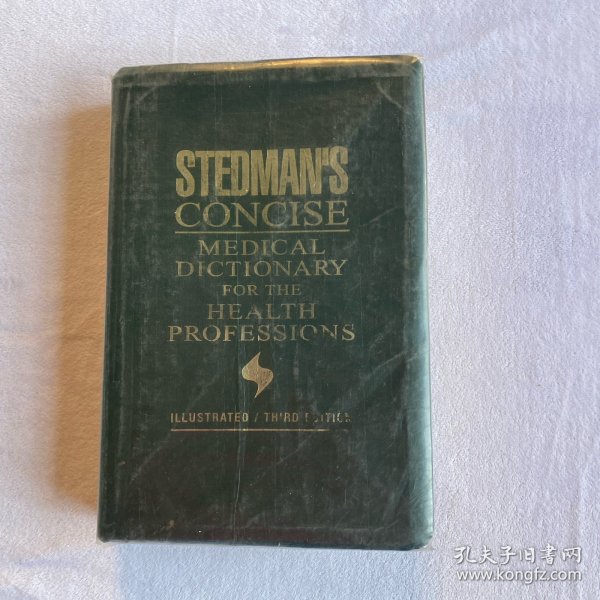 STEDMAN'S
CONCISE
MEDICAL
DICTIONARY
FOR THE
HEALTH
PROFESSIONS
ILLUSTRATED / THIRD EDITION
孔夫子旧书网
www.kongfz.com